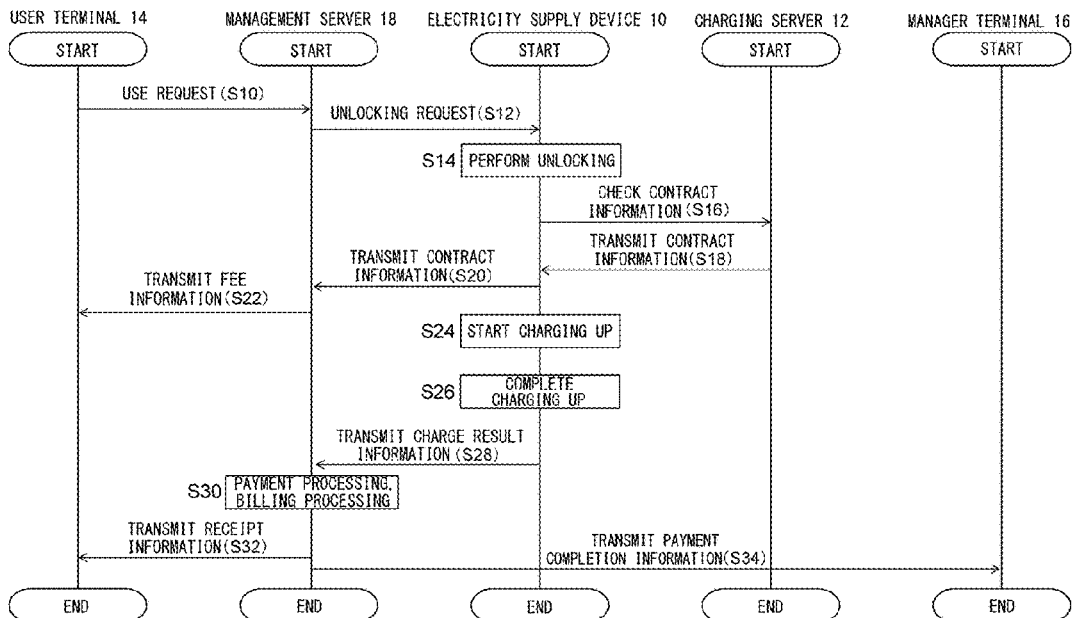 USER TERMINAL 14
MANAGEMENT SERVER 18
ELECTRICITY SUPPLY DEVICE 10
CHARGING SERVER 12
MANAGER TERMINAL 16
START
START
START
START
START
USE REQUEST(S10)
UNLOCKING REQUEST(S12)
S14
PERFORM UNLOCKING
CHECK CONTRACT
INFORMATION(S16)
TRANSMIT CONTRACT
INFORMATION(S18)
TRANSMIT CONTRACT
INFORMATION(S20)
TRANSMIT FEE
INFORMATION(S22)
S24
START CHARGING UP
S26
COMPLETE
CHARGING UP
TRANSMIT CHARGE RESULT
INFORMATION (S28)
S30
PAYMENT PROCESSING,
BILLING PROCESSING
TRANSMIT RECEIPT
INFORMATION(S32)
TRANSMIT PAYMENT
COMPLETION INFORMATION(S34)
END
END
END
END
END